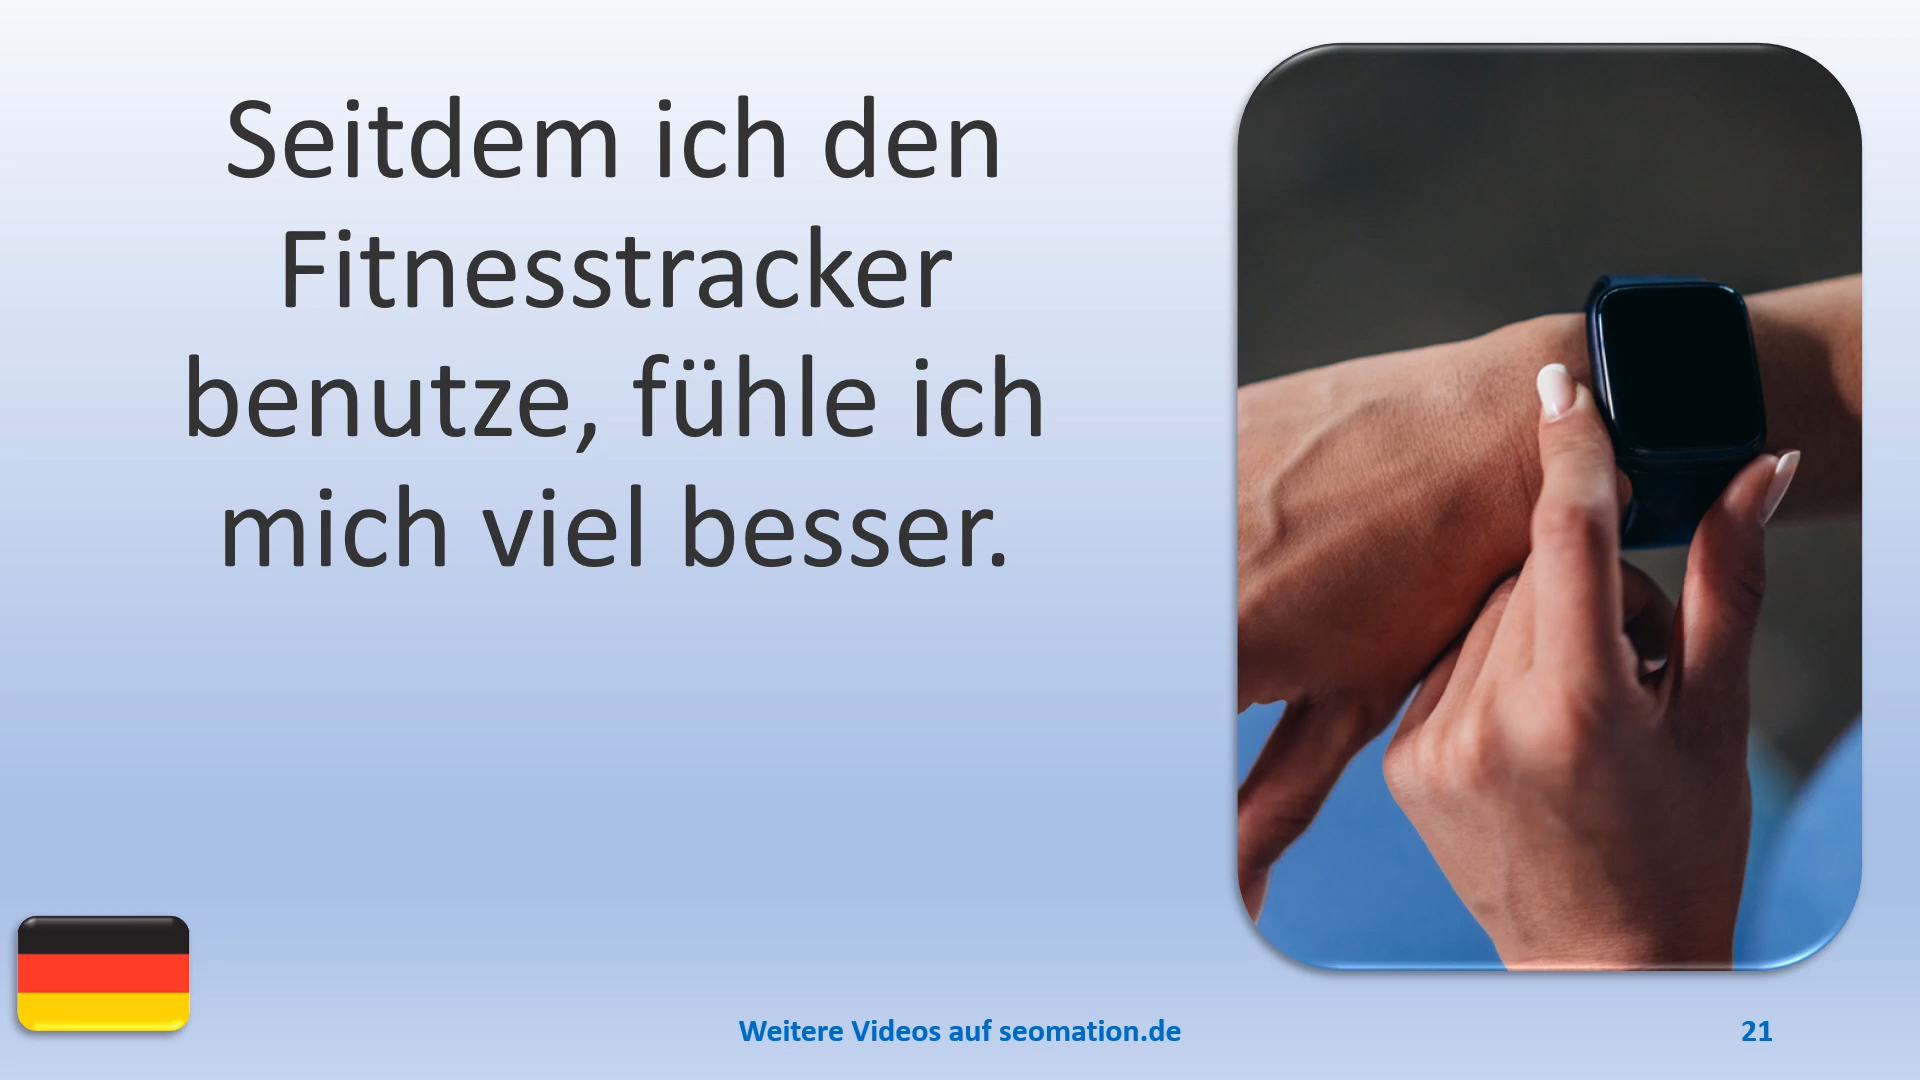 Seitdem ich den
Fitnesstracker
benutze, fühle ich
mich viel besser.
Weitere Videos auf seomation.de
21